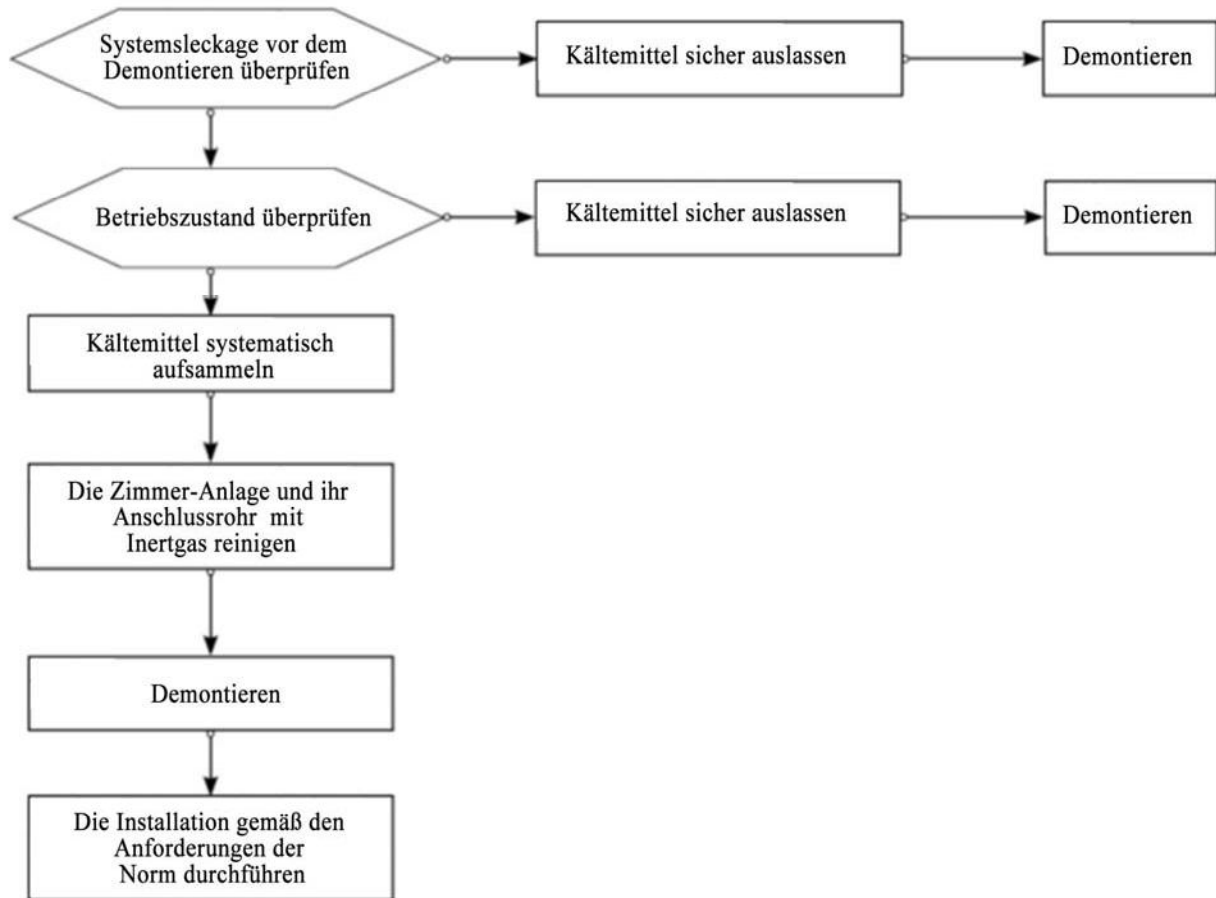 Systemsleckage vor dem
Demontieren überprüfen
Kältemittel sicher auslassen
Demontieren
Betriebszustand überprüfen
Kältemittel sicher auslassen
Demontieren
Kältemittel systematisch
aufsammeln
Die Zimmer-Anlage und ihr
Anschlussrohr mit
Inertgas reinigen
Demontieren
Die Installation gemäß den
Anforderungen der
Norm durchführen